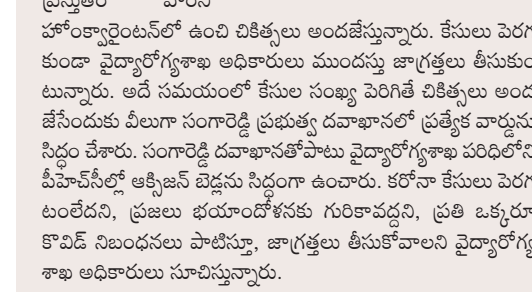 హోంక్వారైంటన్‌లో ఉంచి చికిత్సలు అందజేస్తున్నారు. కేసులు పెరగ
కుండా వైద్యారోగ్యశాఖ అధికారులు ముందస్తు జాగ్రత్తలు తీసుకుం
టున్నారు. అదే సమయంలో కేసుల సంఖ్య పెరిగితే చికిత్సలు అంద
జేసేందుకు వీలుగా సంగారెడ్డి ప్రభుత్వ దవాఖానలో ప్రత్యేక వార్డును
సిద్ధం చేశారు. సంగారెడ్డి దవాఖానతోపాటు వైద్యారోగ్యశాఖ పరిధిలోని
పీహెచ్‌సీల్లో ఆక్సిజన్ బెడ్లను సిద్ధంగా ఉంచారు. కరోనా కేసులు పెరగ
టంలేదని, ప్రజలు భయాందోళనకు గురికావద్దని, ప్రతి ఒక్కరూ
కొవిడ్ నిబంధనలు పాటిస్తూ, జాగ్రత్తలు తీసుకోవాలని వైద్యారోగ్య
శాఖ అధికారులు సూచిస్తున్నారు.